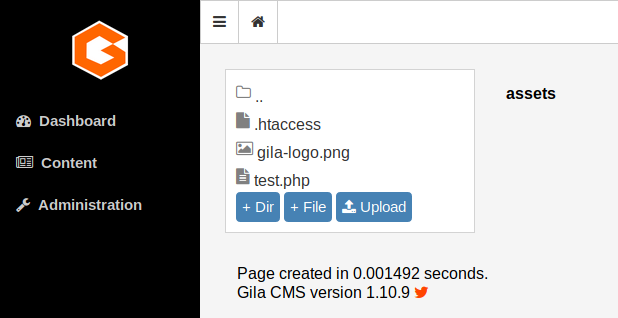 Dashboard
Content
Administration
..
.htaccess
gila-logo.png
test.php
+ Dir + File Upload
assets
Page created in 0.001492 seconds.
Gila CMS version 1.10.9